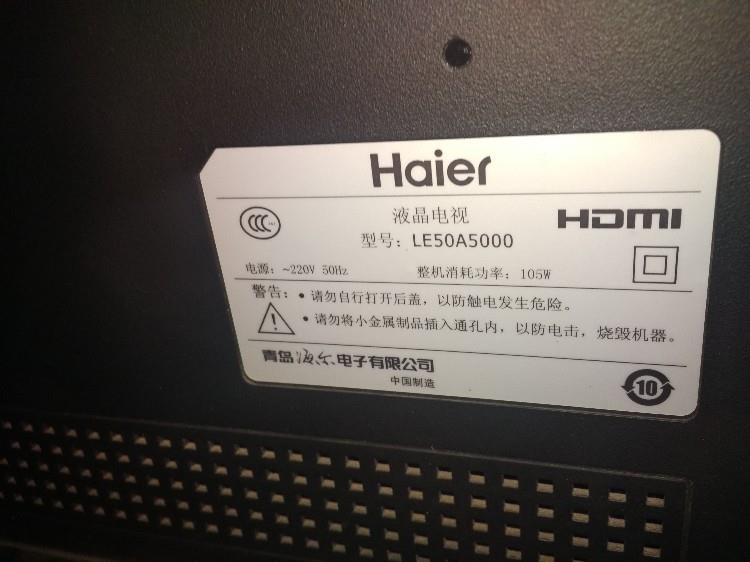 Haier
液晶电视
HDMI
型号：LE50A5000
电源：~220V 50Hz 整机消耗功率：105W
警告：• 请勿自行打开后盖，以防触电发生危险。
• 请勿将小金属制品插入通孔内，以防电击，烧毁机器。
青岛海尔电子有限公司
中国制造
10